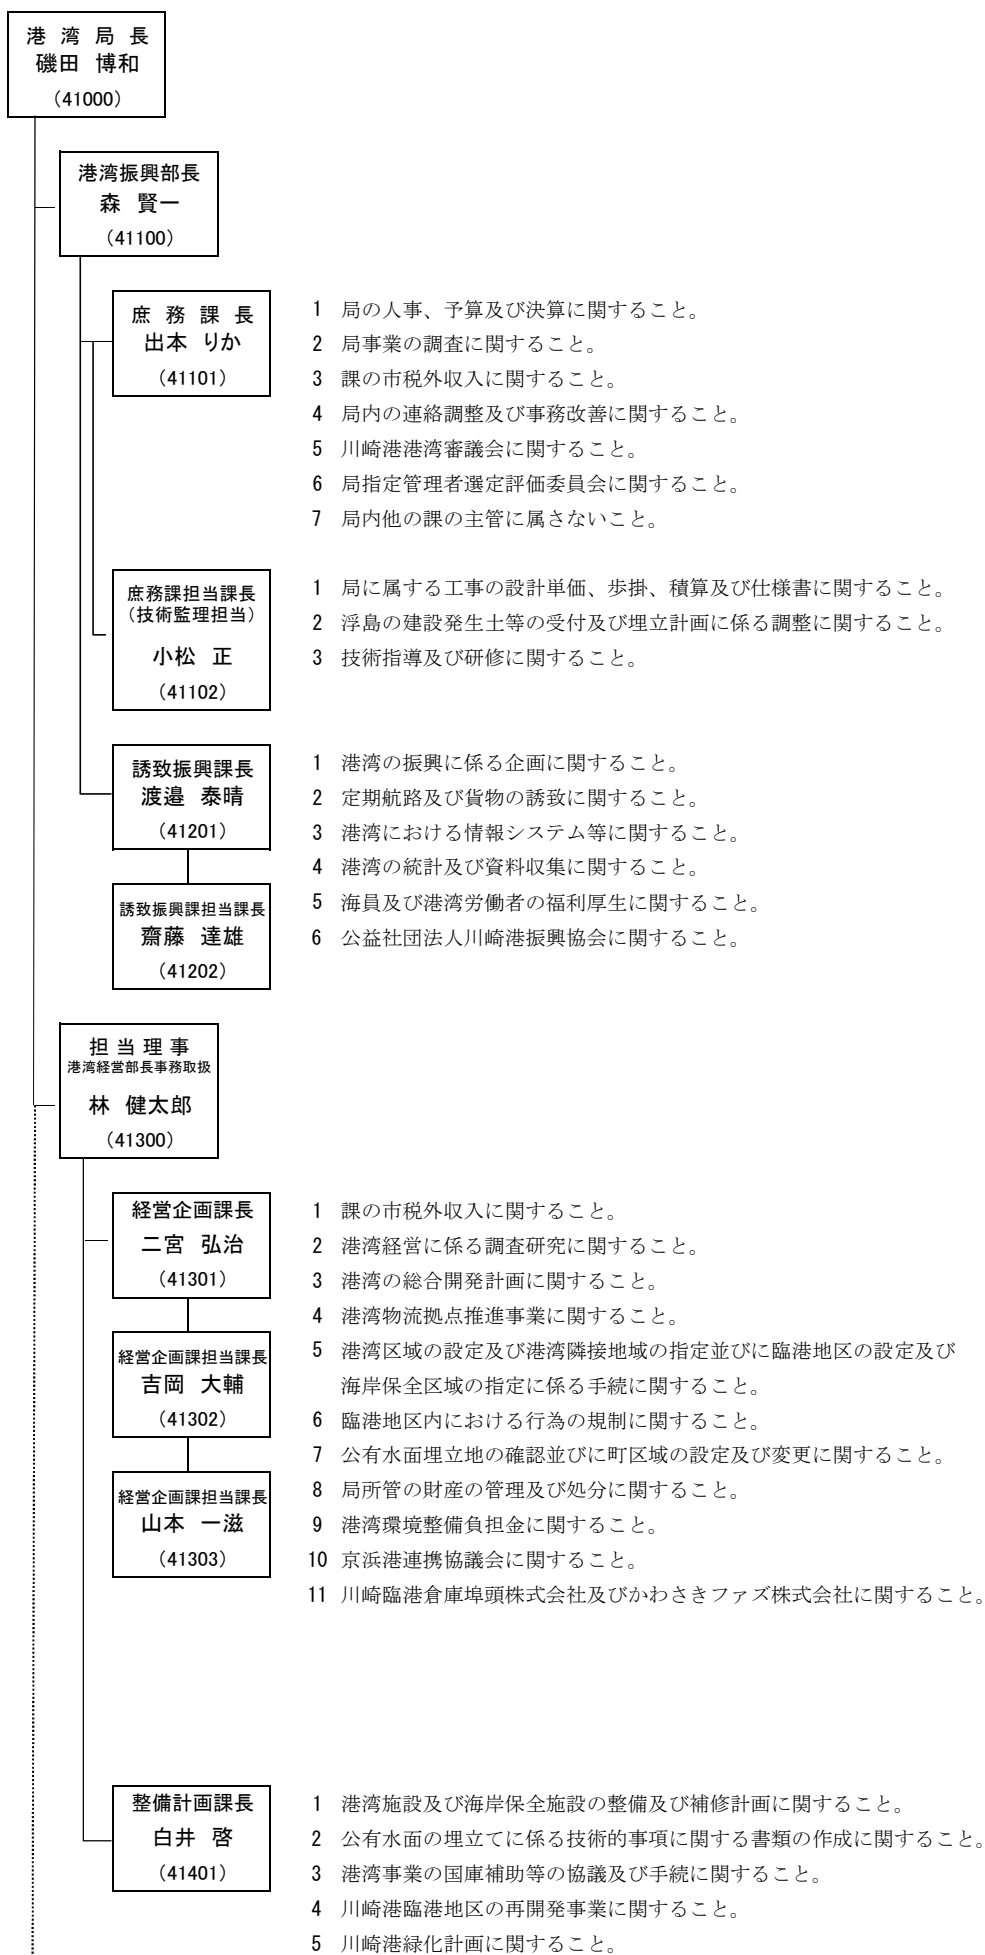 港 湾 局 長
磯田 博和
(41000)
港湾振興部長
森 賢一
(41100)
庶 務 課 長
出本 りか
(41101)
1 局の人事、予算及び決算に関すること。
2 局事業の調査に関すること。
3 課の市税外収入に関すること。
4 局内の連絡調整及び事務改善に関すること。
5 川崎港港湾審議会に関すること。
6 局指定管理者選定評価委員会に関すること。
7 局内他の課の主管に属さないこと。
庶務課担当課長
(技術監理担当)
小松 正
(41102)
1 局に属する工事の設計単価、歩掛、積算及び仕様書に関すること。
2 浮島の建設発生土等の受付及び埋立計画に係る調整に関すること。
3 技術指導及び研修に関すること。
誘致振興課長
渡邉 泰晴
(41201)
誘致振興課担当課長
齋藤 達雄
(41202)
1 港湾の振興に係る企画に関すること。
2 定期航路及び貨物の誘致に関すること。
3 港湾における情報システム等に関すること。
4 港湾の統計及び資料収集に関すること。
5 海員及び港湾労働者の福利厚生に関すること。
6 公益社団法人川崎港振興協会に関すること。
担 当 理 事
港湾経営部長事務取扱
林 健太郎
(41300)
経営企画課長
二宮 弘治
(41301)
経営企画課担当課長
吉岡 大輔
(41302)
経営企画課担当課長
山本 一滋
(41303)
1 課の市税外収入に関すること。
2 港湾経営に係る調査研究に関すること。
3 港湾の総合開発計画に関すること。
4 港湾物流拠点推進事業に関すること。
5 港湾区域の設定及び港湾隣接地域の指定並びに臨港地区の設定及び
海岸保全区域の指定に係る手続に関すること。
6 臨港地区内における行為の規制に関すること。
7 公有水面埋立地の確認並びに町区域の設定及び変更に関すること。
8 局所管の財産の管理及び処分に関すること。
9 港湾環境整備負担金に関すること。
10 京浜港連携協議会に関すること。
11 川崎臨港倉庫埠頭株式会社及びかわさきファズ株式会社に関すること。
整備計画課長
白井 啓
(41401)
1 港湾施設及び海岸保全施設の整備及び補修計画に関すること。
2 公有水面の埋立てに係る技術的事項に関する書類の作成に関すること。
3 港湾事業の国庫補助等の協議及び手続に関すること。
4 川崎港臨港地区の再開発事業に関すること。
5 川崎港緑化計画に関すること。